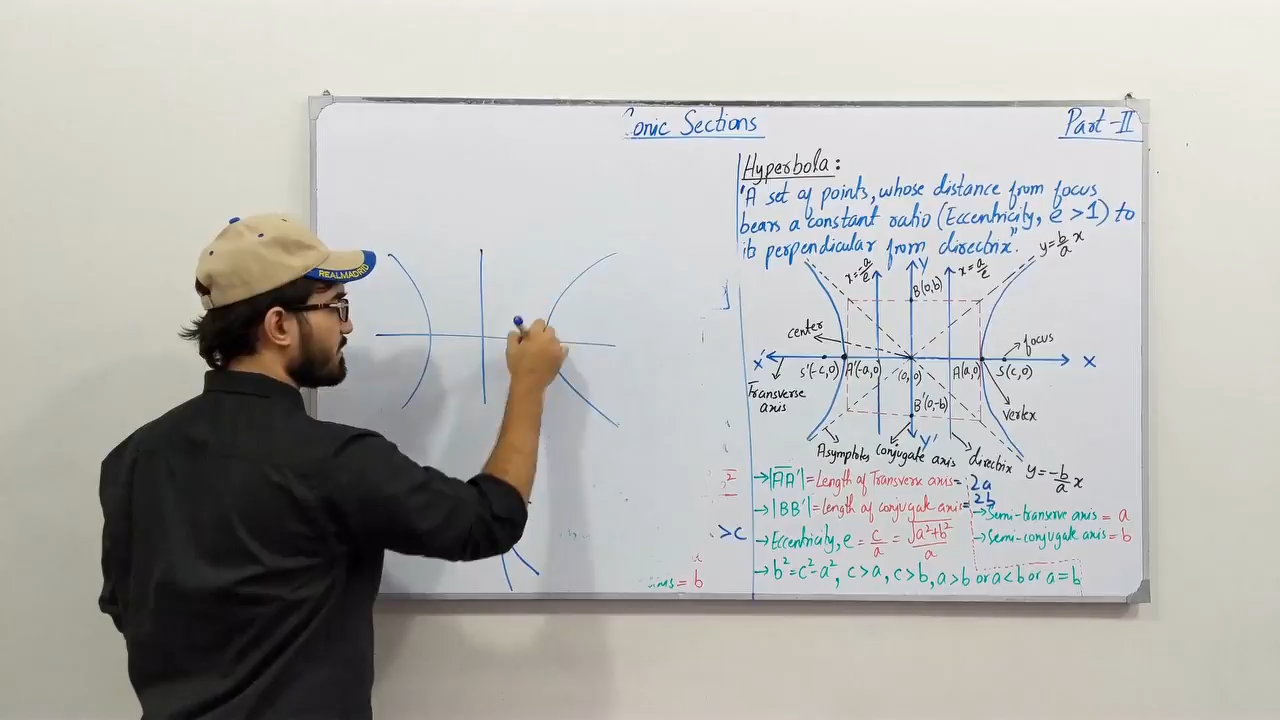 Conic Sections
Part-II
REALMADRID
Hyperbola:
"A set of points, whose distance from focus
bears a constant ratio (Eccentricity, e > 1) to
its perpendicular from directrix".
x=-a/e
Y
x=a/e
y=b/a x
B(0,b)
center
focus
X'
S'(-c,0)
A'(-a,0)
(0,0)
A(a,0)
S(c,0)
X
Transverse
axis
B'(0,-b)
vertex
Y'
Asymptotes
conjugate axis
directrix
y=-b/a x
→|AA'|=Length of Transverse axis= 2a
→|BB'|=length of conjugate axis= 2b
→Semi-transerve axis = a
→Semi-conjugate axis = b
→Eccentricity, e = c/a = √a²+b²/a
→b²=c²-a², c>a, c>b, a>b or a<b or a=b
>c
= b